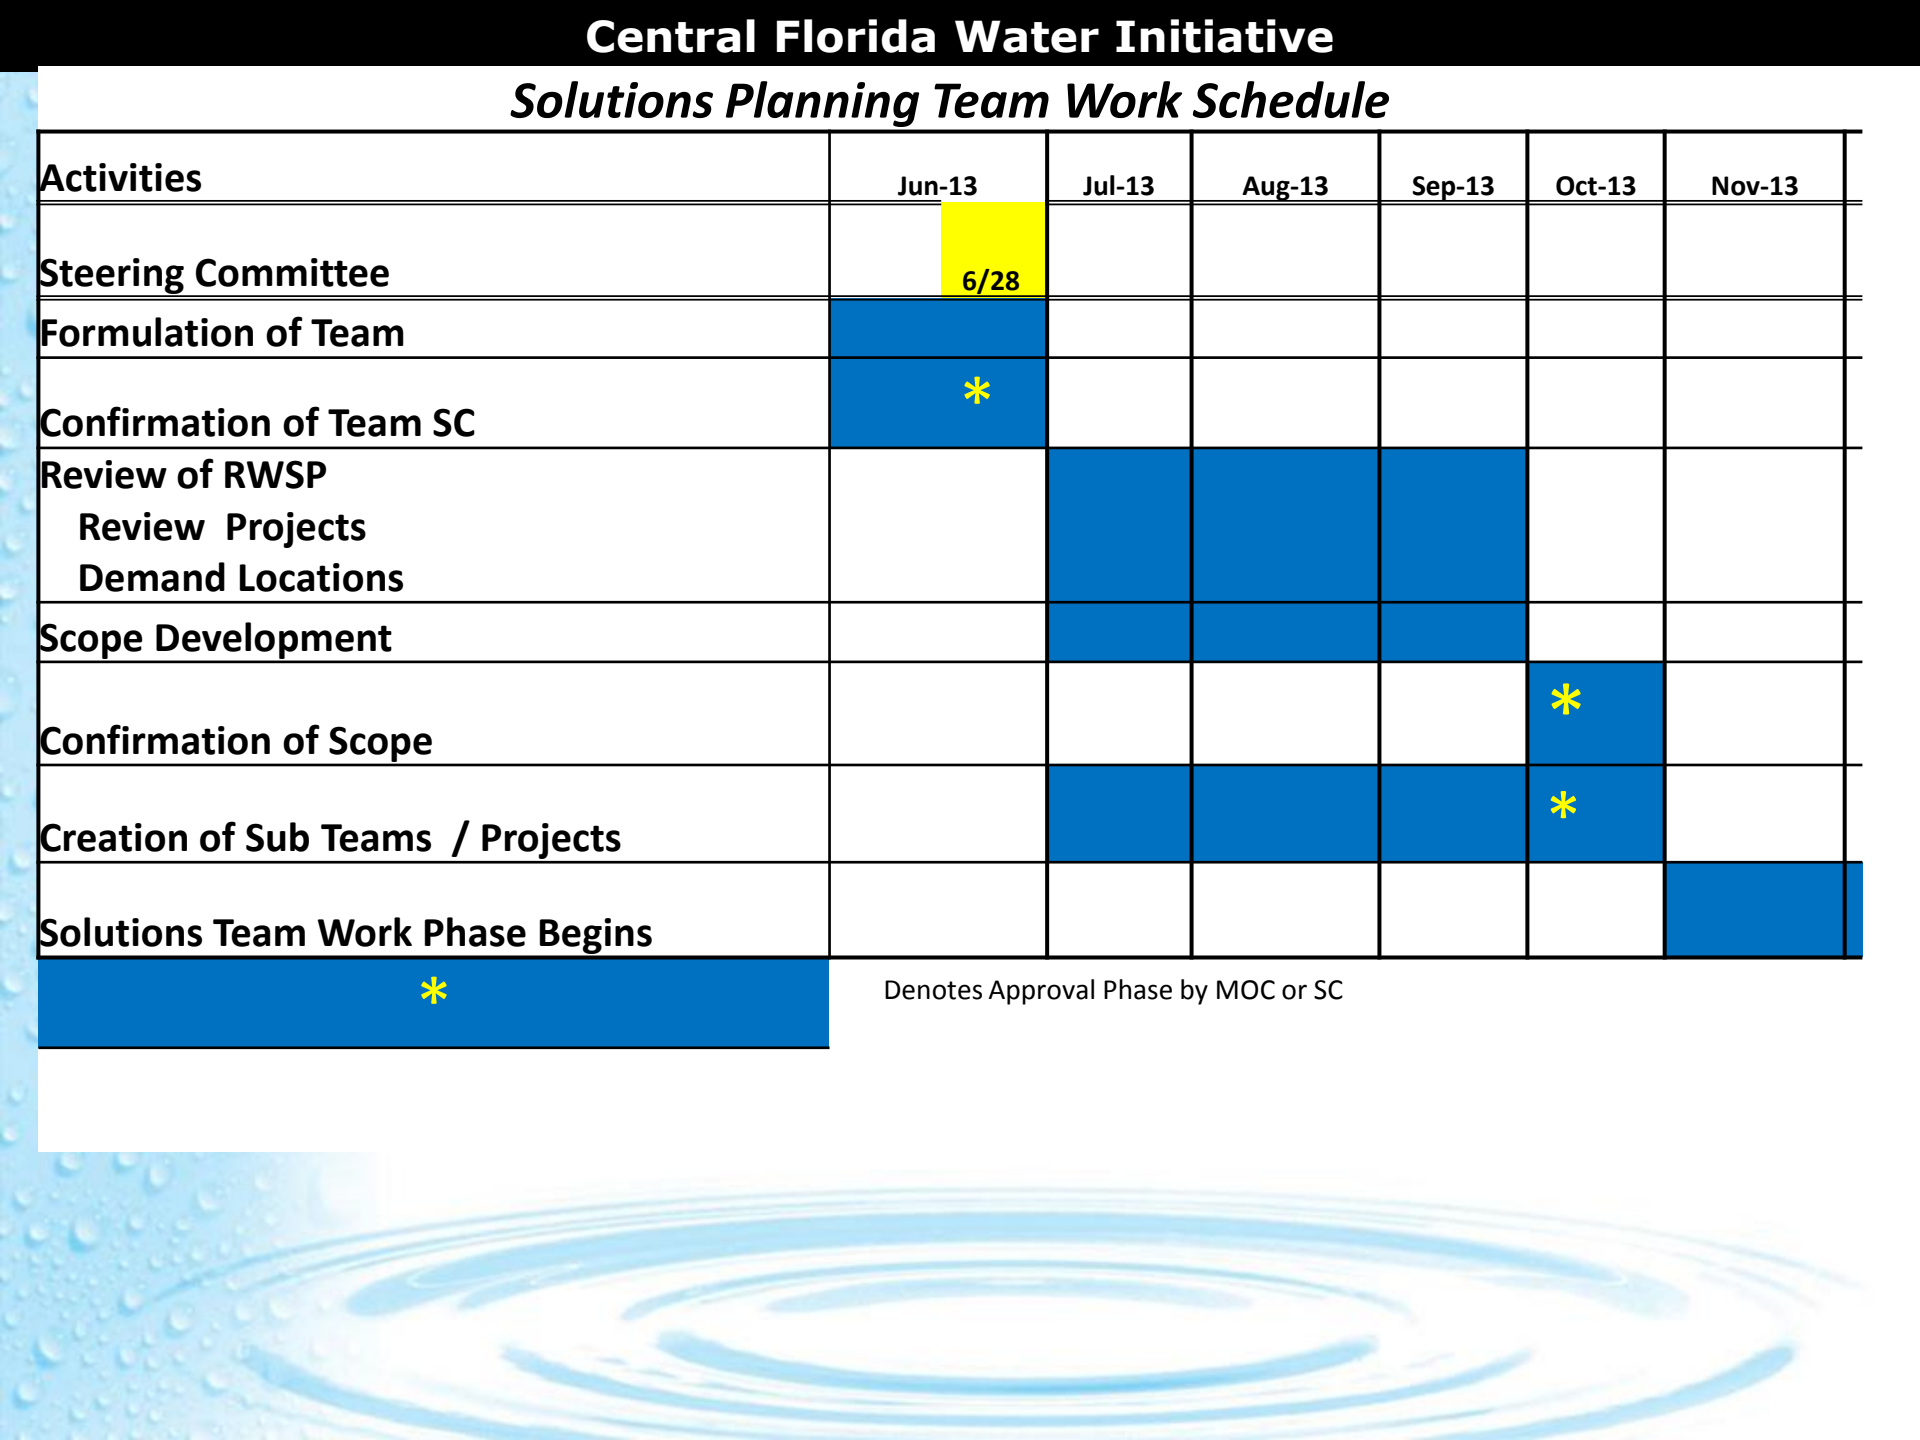 Central Florida Water Initiative
Solutions Planning Team Work Schedule
Activities Jun-13 Jul-13 Aug-13 Sep-13 Oct-13 Nov-13
Steering Committee 6/28
Formulation of Team
Confirmation of Team SC *
Review of RWSP
Review Projects
Demand Locations
Scope Development
Confirmation of Scope *
Creation of Sub Teams / Projects *
Solutions Team Work Phase Begins
* Denotes Approval Phase by MOC or SC